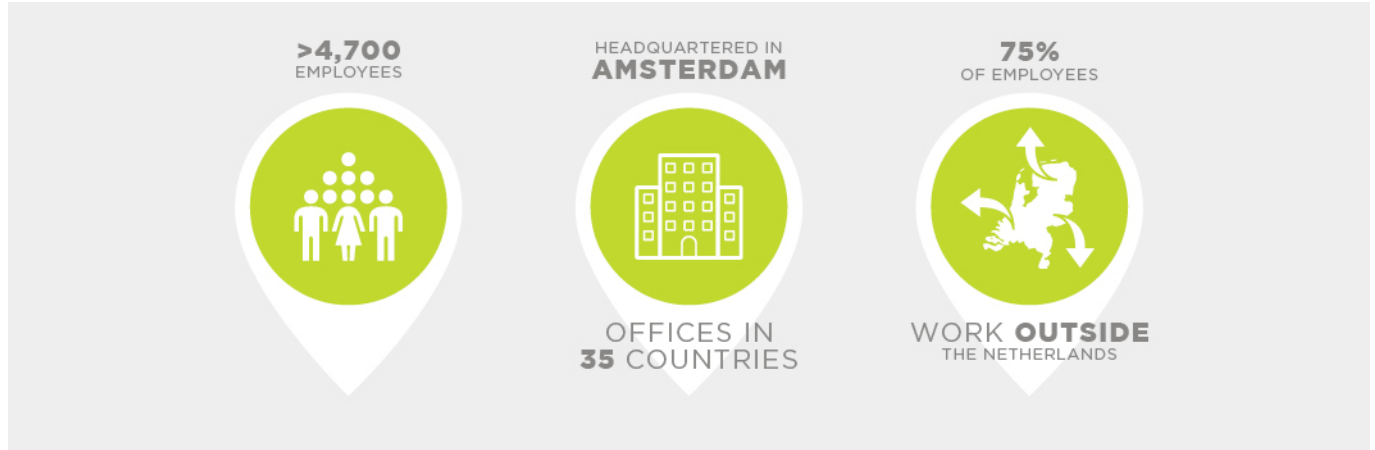 >4,700
EMPLOYEES
HEADQUARTERED IN
AMSTERDAM
OFFICES IN
35 COUNTRIES
75%
OF EMPLOYEES
WORK OUTSIDE
THE NETHERLANDS